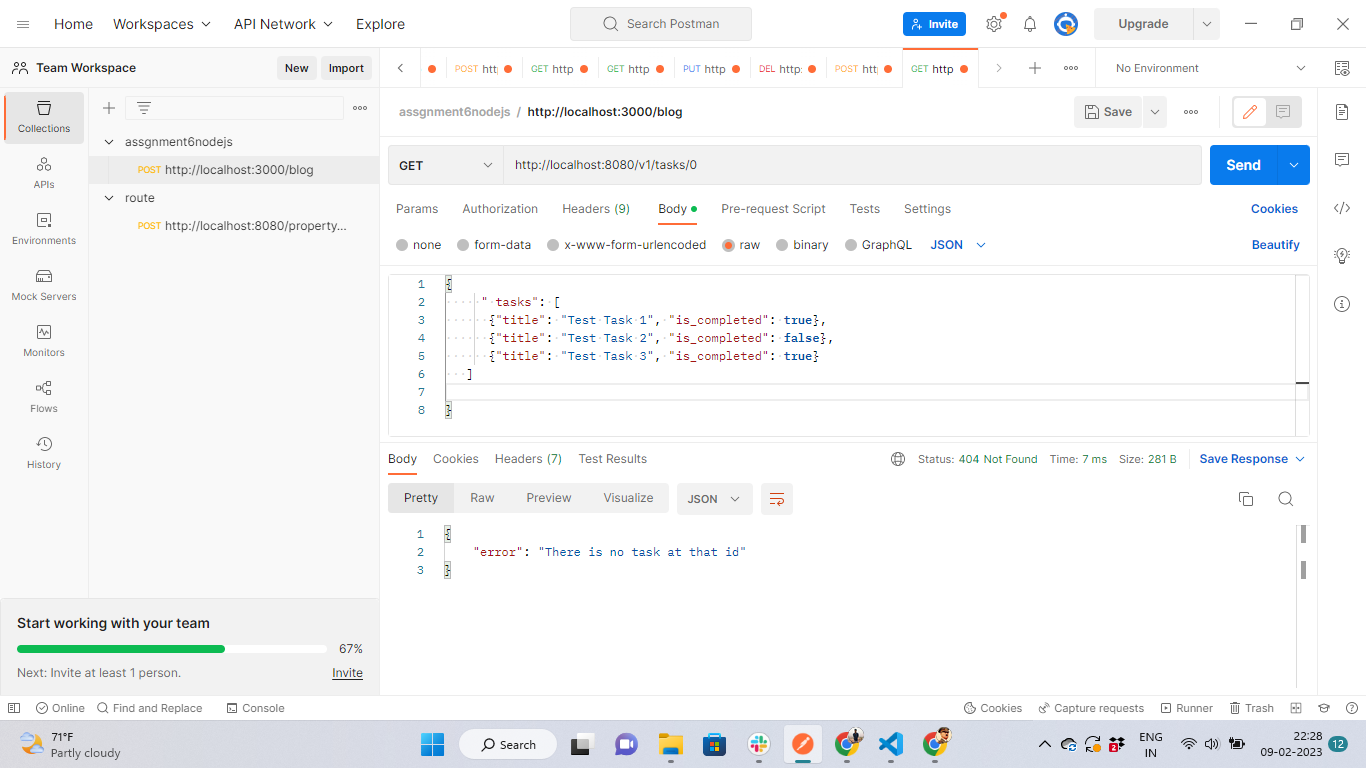 Home Workspaces API Network Explore Search Postman Invite Upgrade
Team Workspace New Import
POST htt GET http GET http PUT http DEL http: POST htt GET http No Environment
Collections
APIs
Environments
Mock Servers
Monitors
Flows
History
assgnment6nodejs
POST http://localhost:3000/blog
route
POST http://localhost:8080/property...
assgnment6nodejs / http://localhost:3000/blog Save
GET http://localhost:8080/v1/tasks/0 Send
Params Authorization Headers (9) Body Pre-request Script Tests Settings Cookies
none form-data x-www-form-urlencoded raw binary GraphQL JSON Beautify
1 {
2 " tasks": [
3 {"title": "Test Task 1", "is_completed": true},
4 {"title": "Test Task 2", "is_completed": false},
5 {"title": "Test Task 3", "is_completed": true}
6 ]
7
8 }
Body Cookies Headers (7) Test Results Status: 404 Not Found Time: 7 ms Size: 281 B Save Response
Pretty Raw Preview Visualize JSON
1 {
2 "error": "There is no task at that id"
3 }
Start working with your team
67%
Next: Invite at least 1 person. Invite
Online Find and Replace Console Cookies Capture requests Runner Trash
71°F
Partly cloudy
Search
2
ENG
IN
22:28
09-02-2023
12